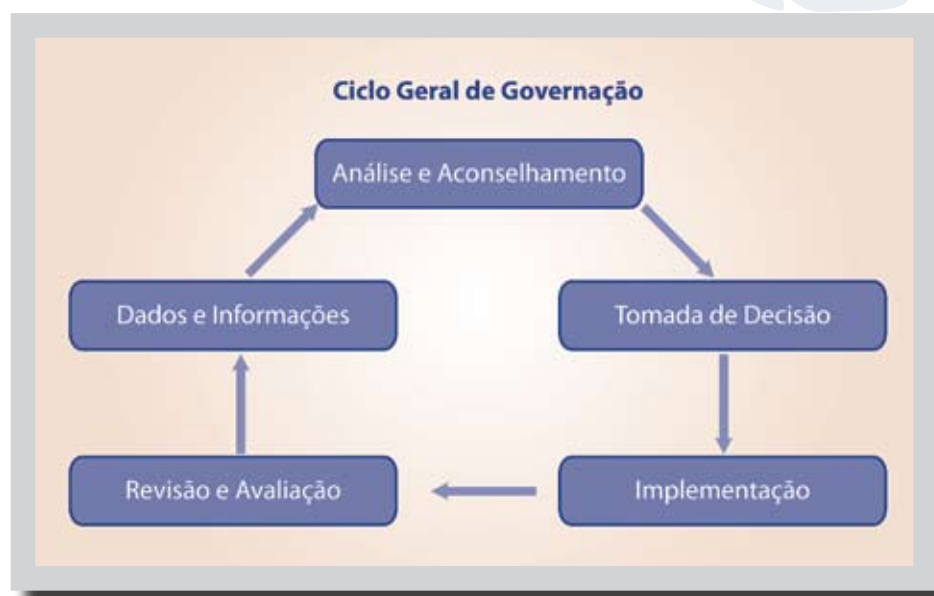 Ciclo Geral de Governação
Análise e Aconselhamento
Dados e Informações
Tomada de Decisão
Revisão e Avaliação
Implementação